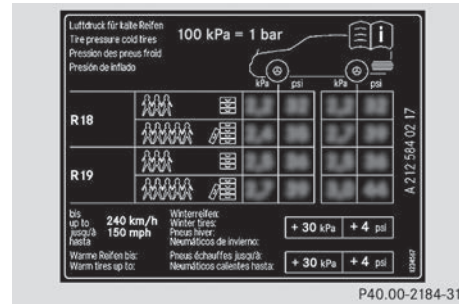 Luftdruck für kalte Reifen
Tire pressure cold tires
Pression des pneus froid
Presión de inflado
100 kPa = 1 bar
i
kPa psi kPa psi
R18
R19
A 212 584 02 17
bis
up to
jusqu'à
hasta
240 km/h
150 mph
Winterreifen:
Winter tires:
Pneus hiver:
Neumáticos de invierno:
+ 30 kPa + 4 psi
Warme Reifen bis:
Warm tires up to:
Pneus échauffés jusqu'à:
Neumáticos calientes hasta:
+ 30 kPa + 4 psi
1234567
P40.00-2184-31